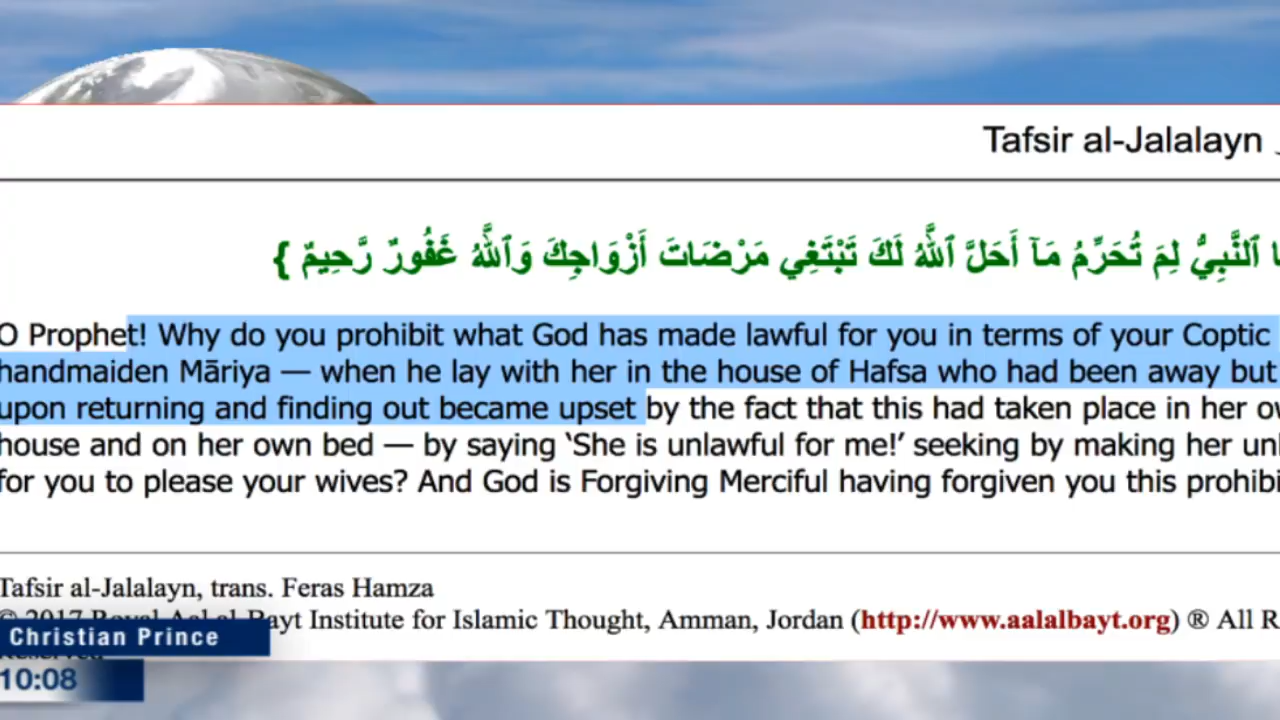 Tafsir al-Jalalayn
ٱلنَّبِيُّ لِمَ تُحَرِّمُ مَآ أَحَلَّ ٱللَّهُ لَكَ تَبْتَغِي مَرْضَاتَ أَزْوَاجِكَ وَٱللَّهُ غَفُورٌ رَّحِيمٌ }
O Prophet! Why do you prohibit what God has made lawful for you in terms of your Coptic
handmaiden Māriya — when he lay with her in the house of Hafsa who had been away but
upon returning and finding out became upset by the fact that this had taken place in her
house and on her own bed — by saying ‘She is unlawful for me!’ seeking by making her
for you to please your wives? And God is Forgiving Merciful having forgiven you this
Tafsir al-Jalalayn, trans. Feras Hamza
© 2017 Royal Aal al-Bayt Institute for Islamic Thought, Amman, Jordan (http://www.aalalbayt.org) ® All
Christian Prince
10:08